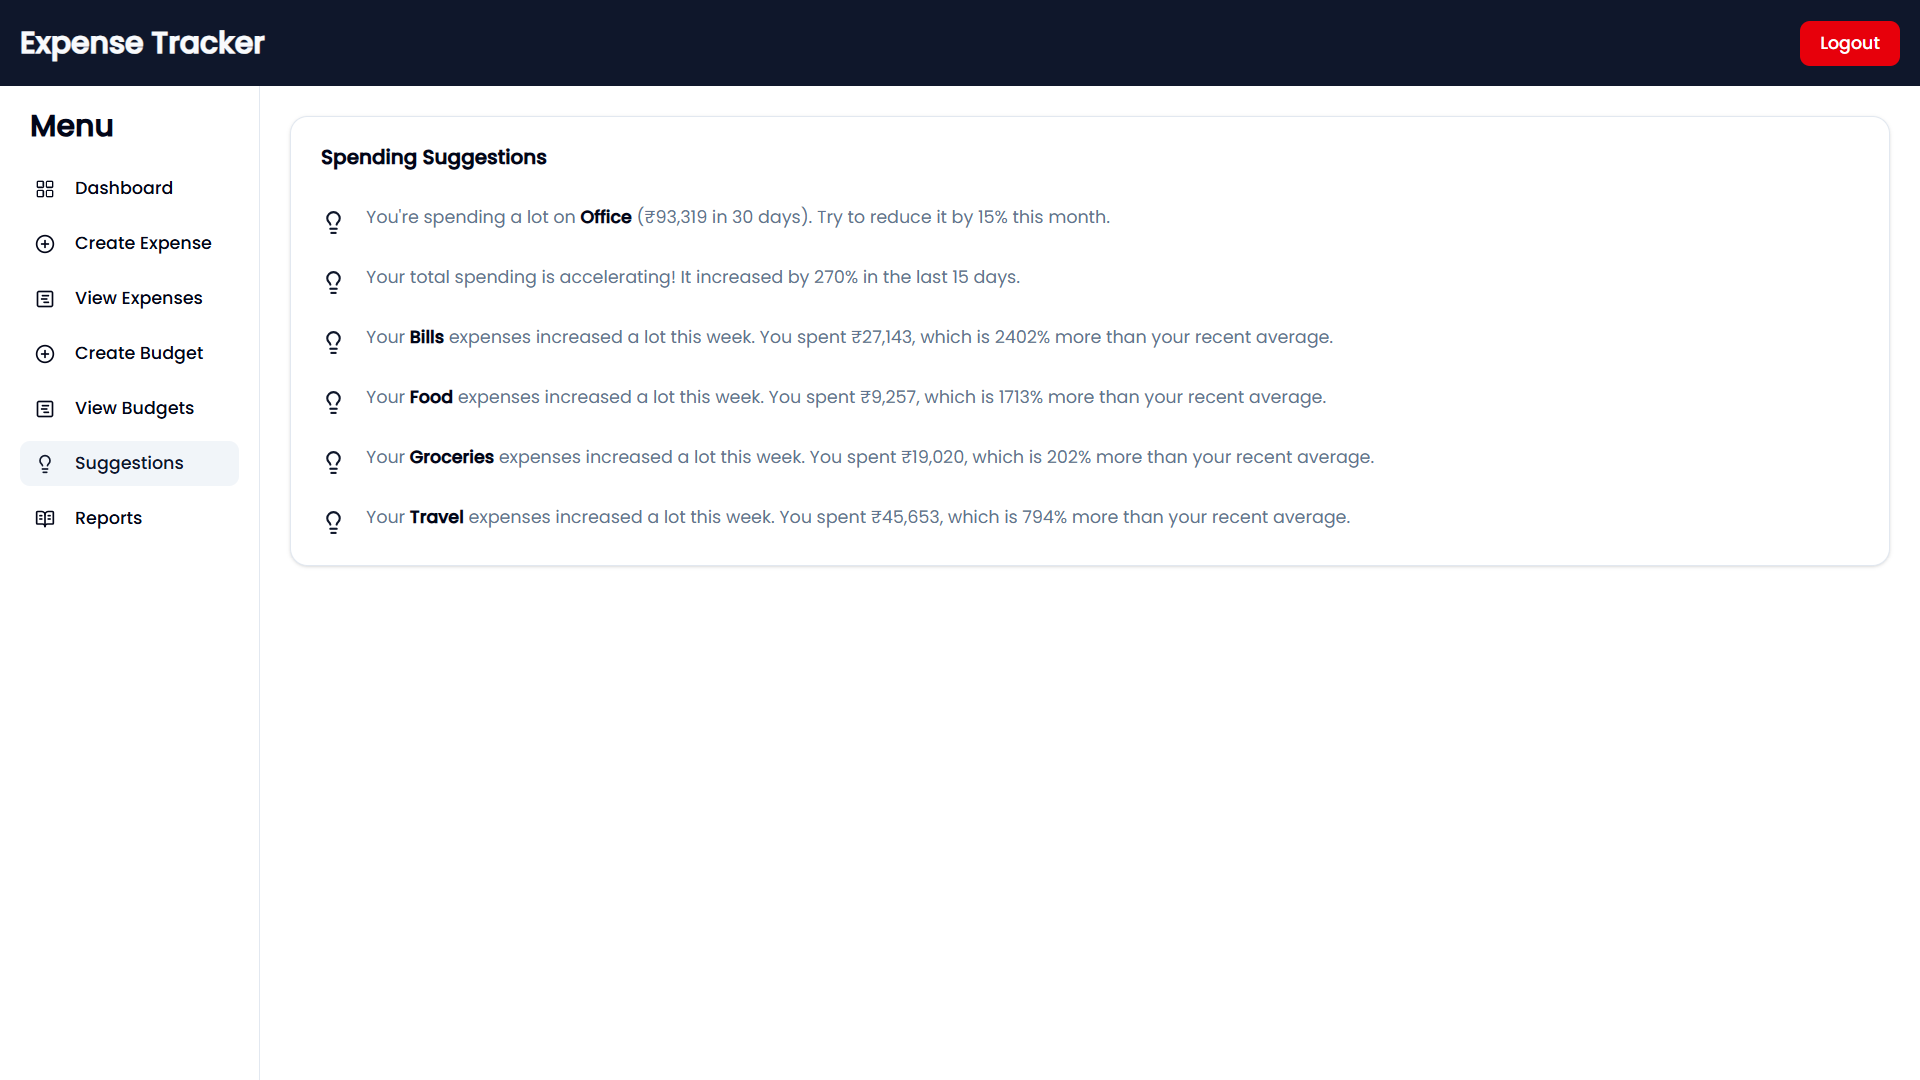 Expense Tracker
Logout
Menu
Dashboard
Create Expense
View Expenses
Create Budget
View Budgets
Suggestions
Reports
Spending Suggestions
You're spending a lot on Office (₹93,319 in 30 days). Try to reduce it by 15% this month.
Your total spending is accelerating! It increased by 270% in the last 15 days.
Your Bills expenses increased a lot this week. You spent ₹27,143, which is 2402% more than your recent average.
Your Food expenses increased a lot this week. You spent ₹9,257, which is 1713% more than your recent average.
Your Groceries expenses increased a lot this week. You spent ₹19,020, which is 202% more than your recent average.
Your Travel expenses increased a lot this week. You spent ₹45,653, which is 794% more than your recent average.